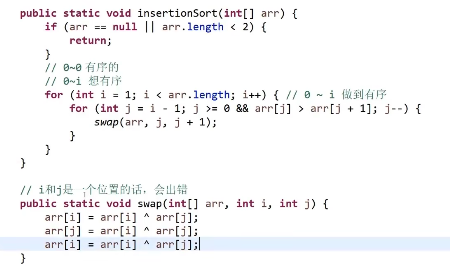 public static void insertionSort(int[] arr) {
if (arr == null || arr.length < 2) {
return;
}
// 0~0 有序的
// 0~i 想有序
for (int i = 1; i < arr.length; i++) { // 0 ~ i 做到有序
for (int j = i - 1; j >= 0 && arr[j] > arr[j + 1]; j--) {
swap(arr, j, j + 1);
}
}
}
// i和j是 个位置的话，会出错
public static void swap(int[] arr, int i, int j) {
arr[i] = arr[i] ^ arr[j];
arr[j] = arr[i] ^ arr[j];
arr[i] = arr[i] ^ arr[j];
}